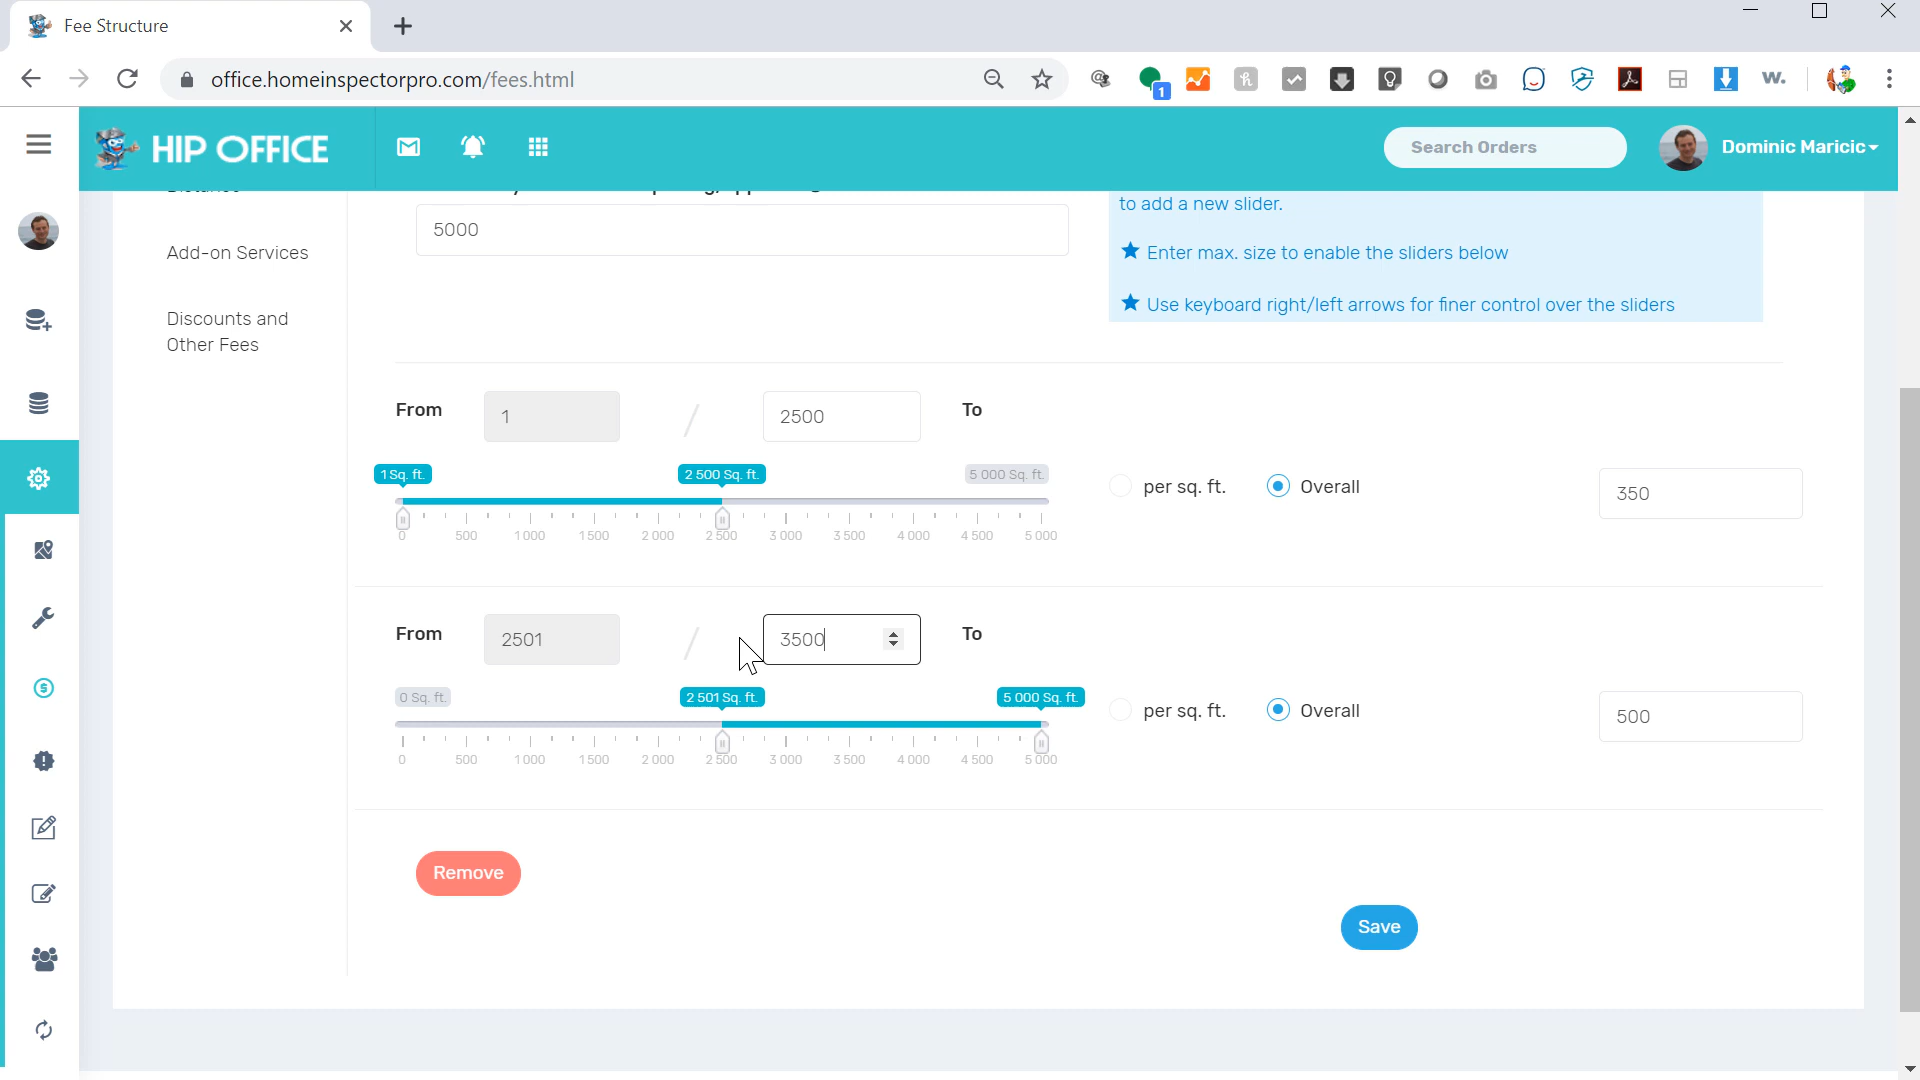 Fee Structure
office.homeinspectorpro.com/fees.html
1
w.
HIP OFFICE
Search Orders
Dominic Maricic
to add a new slider.
5000
Add-on Services
Enter max. size to enable the sliders below
Discounts and
Other Fees
Use keyboard right/left arrows for finer control over the sliders
From 1 / 2500 To
1 Sq. ft. 2 500 Sq. ft. 5 000 Sq. ft.
per sq. ft. Overall 350
0 500 1 000 1 500 2 000 2 500 3 000 3 500 4 000 4 500 5 000
From 2501 / 3500 To
0 Sq. ft. 2 501 Sq. ft. 5 000 Sq. ft.
per sq. ft. Overall 500
0 500 1 000 1 500 2 000 2 500 3 000 3 500 4 000 4 500 5 000
Remove
Save